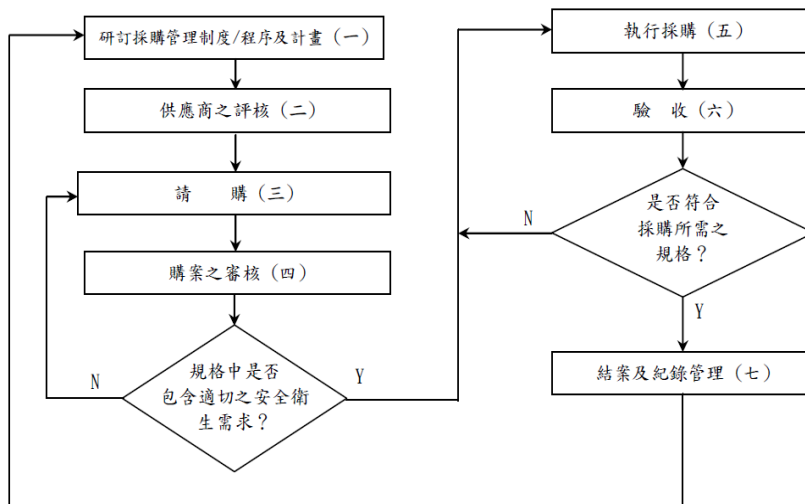 研訂採購管理制度/程序及計畫(一)
供應商之評核(二)
請　　購(三)
購案之審核(四)
規格中是否
包含適切之安全衛
生需求？
N
Y
執行採購(五)
驗　收(六)
是否符合
採購所需之
規格？
N
Y
結案及紀錄管理(七)